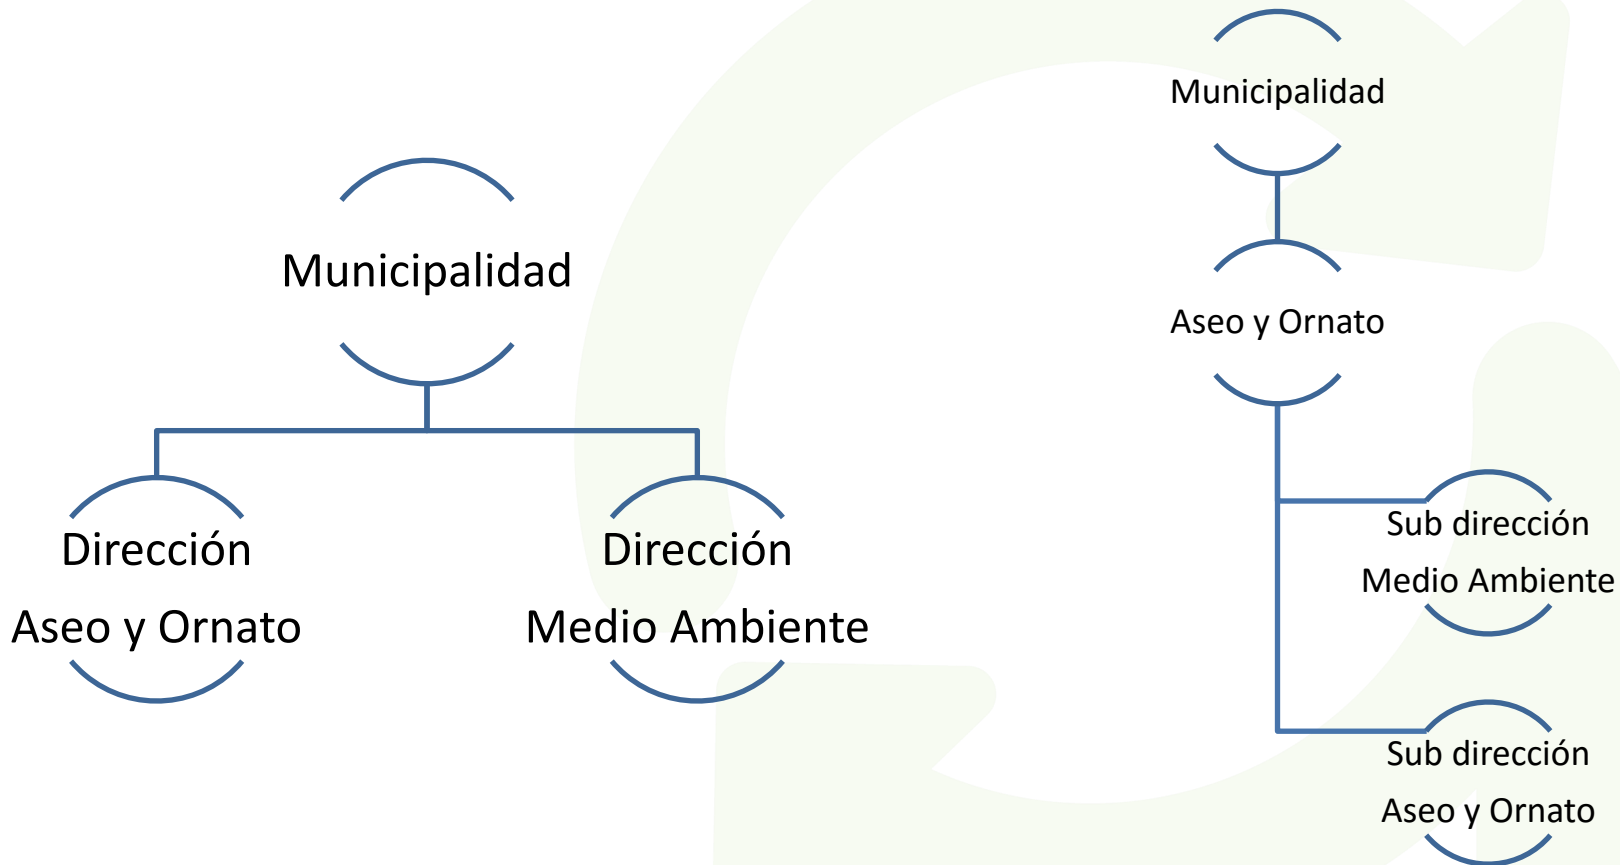 Municipalidad
Dirección
Aseo y Ornato
Dirección
Medio Ambiente
Municipalidad
Aseo y Ornato
Sub dirección
Medio Ambiente
Sub dirección
Aseo y Ornato